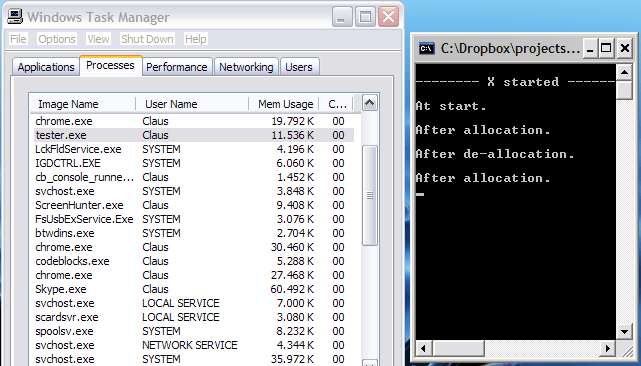 Windows Task Manager
File Options View Shut Down Help
Applications Processes Performance Networking Users
Image Name User Name Mem Usage C...
chrome.exe Claus 19.792 K 00
tester.exe Claus 11.536 K 00
LckFldService.exe SYSTEM 4.196 K 00
IGDCTRL.EXE SYSTEM 6.060 K 00
cb_console_runne... Claus 1.452 K 00
svchost.exe SYSTEM 3.848 K 00
ScreenHunter.exe Claus 9.408 K 00
FsUsbExService.Exe SYSTEM 3.076 K 00
btwdins.exe SYSTEM 2.704 K 00
chrome.exe Claus 30.460 K 00
codeblocks.exe Claus 5.288 K 00
chrome.exe Claus 27.468 K 00
Skype.exe Claus 60.492 K 00
svchost.exe LOCAL SERVICE 7.000 K 00
scardsvr.exe LOCAL SERVICE 3.080 K 00
spoolsv.exe SYSTEM 8.232 K 00
svchost.exe NETWORK SERVICE 4.344 K 00
svchost.exe SYSTEM 35.972 K 00
C:\Dropbox\projects...
-------- X started ------
At start.
After allocation.
After de-allocation.
After allocation.